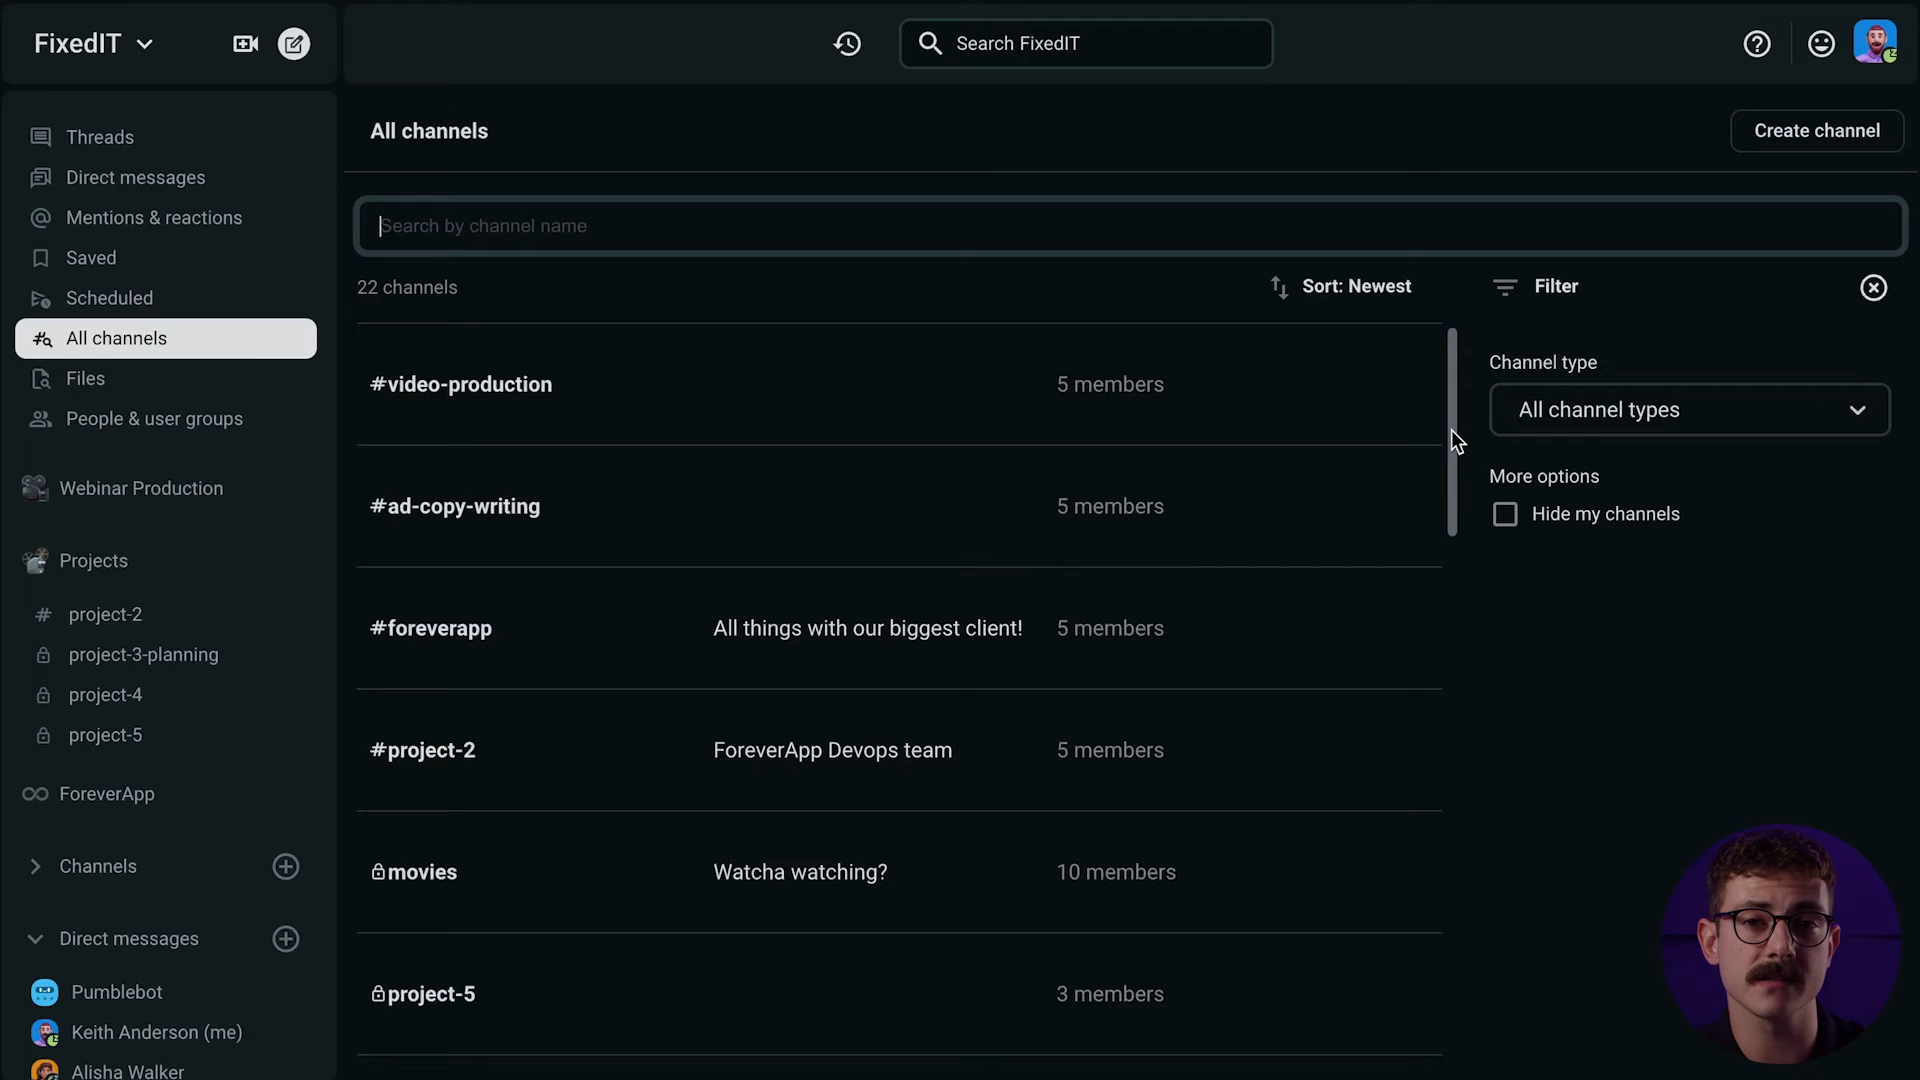 FixedIT
Search FixedIT
Threads
Direct messages
Mentions & reactions
Saved
Scheduled
All channels
Files
People & user groups
Webinar Production
Projects
# project-2
project-3-planning
project-4
project-5
ForeverApp
Channels
Direct messages
Pumblebot
Keith Anderson (me)
Alisha Walker
All channels
Create channel
Search by channel name
22 channels
Sort: Newest
Filter
#video-production 5 members
#ad-copy-writing 5 members
#foreverapp All things with our biggest client! 5 members
#project-2 ForeverApp Devops team 5 members
movies Watcha watching? 10 members
project-5 3 members
Channel type
All channel types
More options
Hide my channels